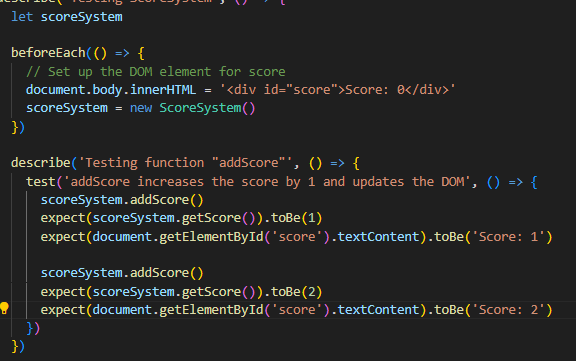 let scoreSystem
beforeEach(() => {
// Set up the DOM element for score
document.body.innerHTML = '<div id="score">Score: 0</div>'
scoreSystem = new ScoreSystem()
})
describe('Testing function "addScore"', () => {
test('addScore increases the score by 1 and updates the DOM', () => {
scoreSystem.addScore()
expect(scoreSystem.getScore()).toBe(1)
expect(document.getElementById('score').textContent).toBe('Score: 1')
scoreSystem.addScore()
expect(scoreSystem.getScore()).toBe(2)
expect(document.getElementById('score').textContent).toBe('Score: 2')
})
})